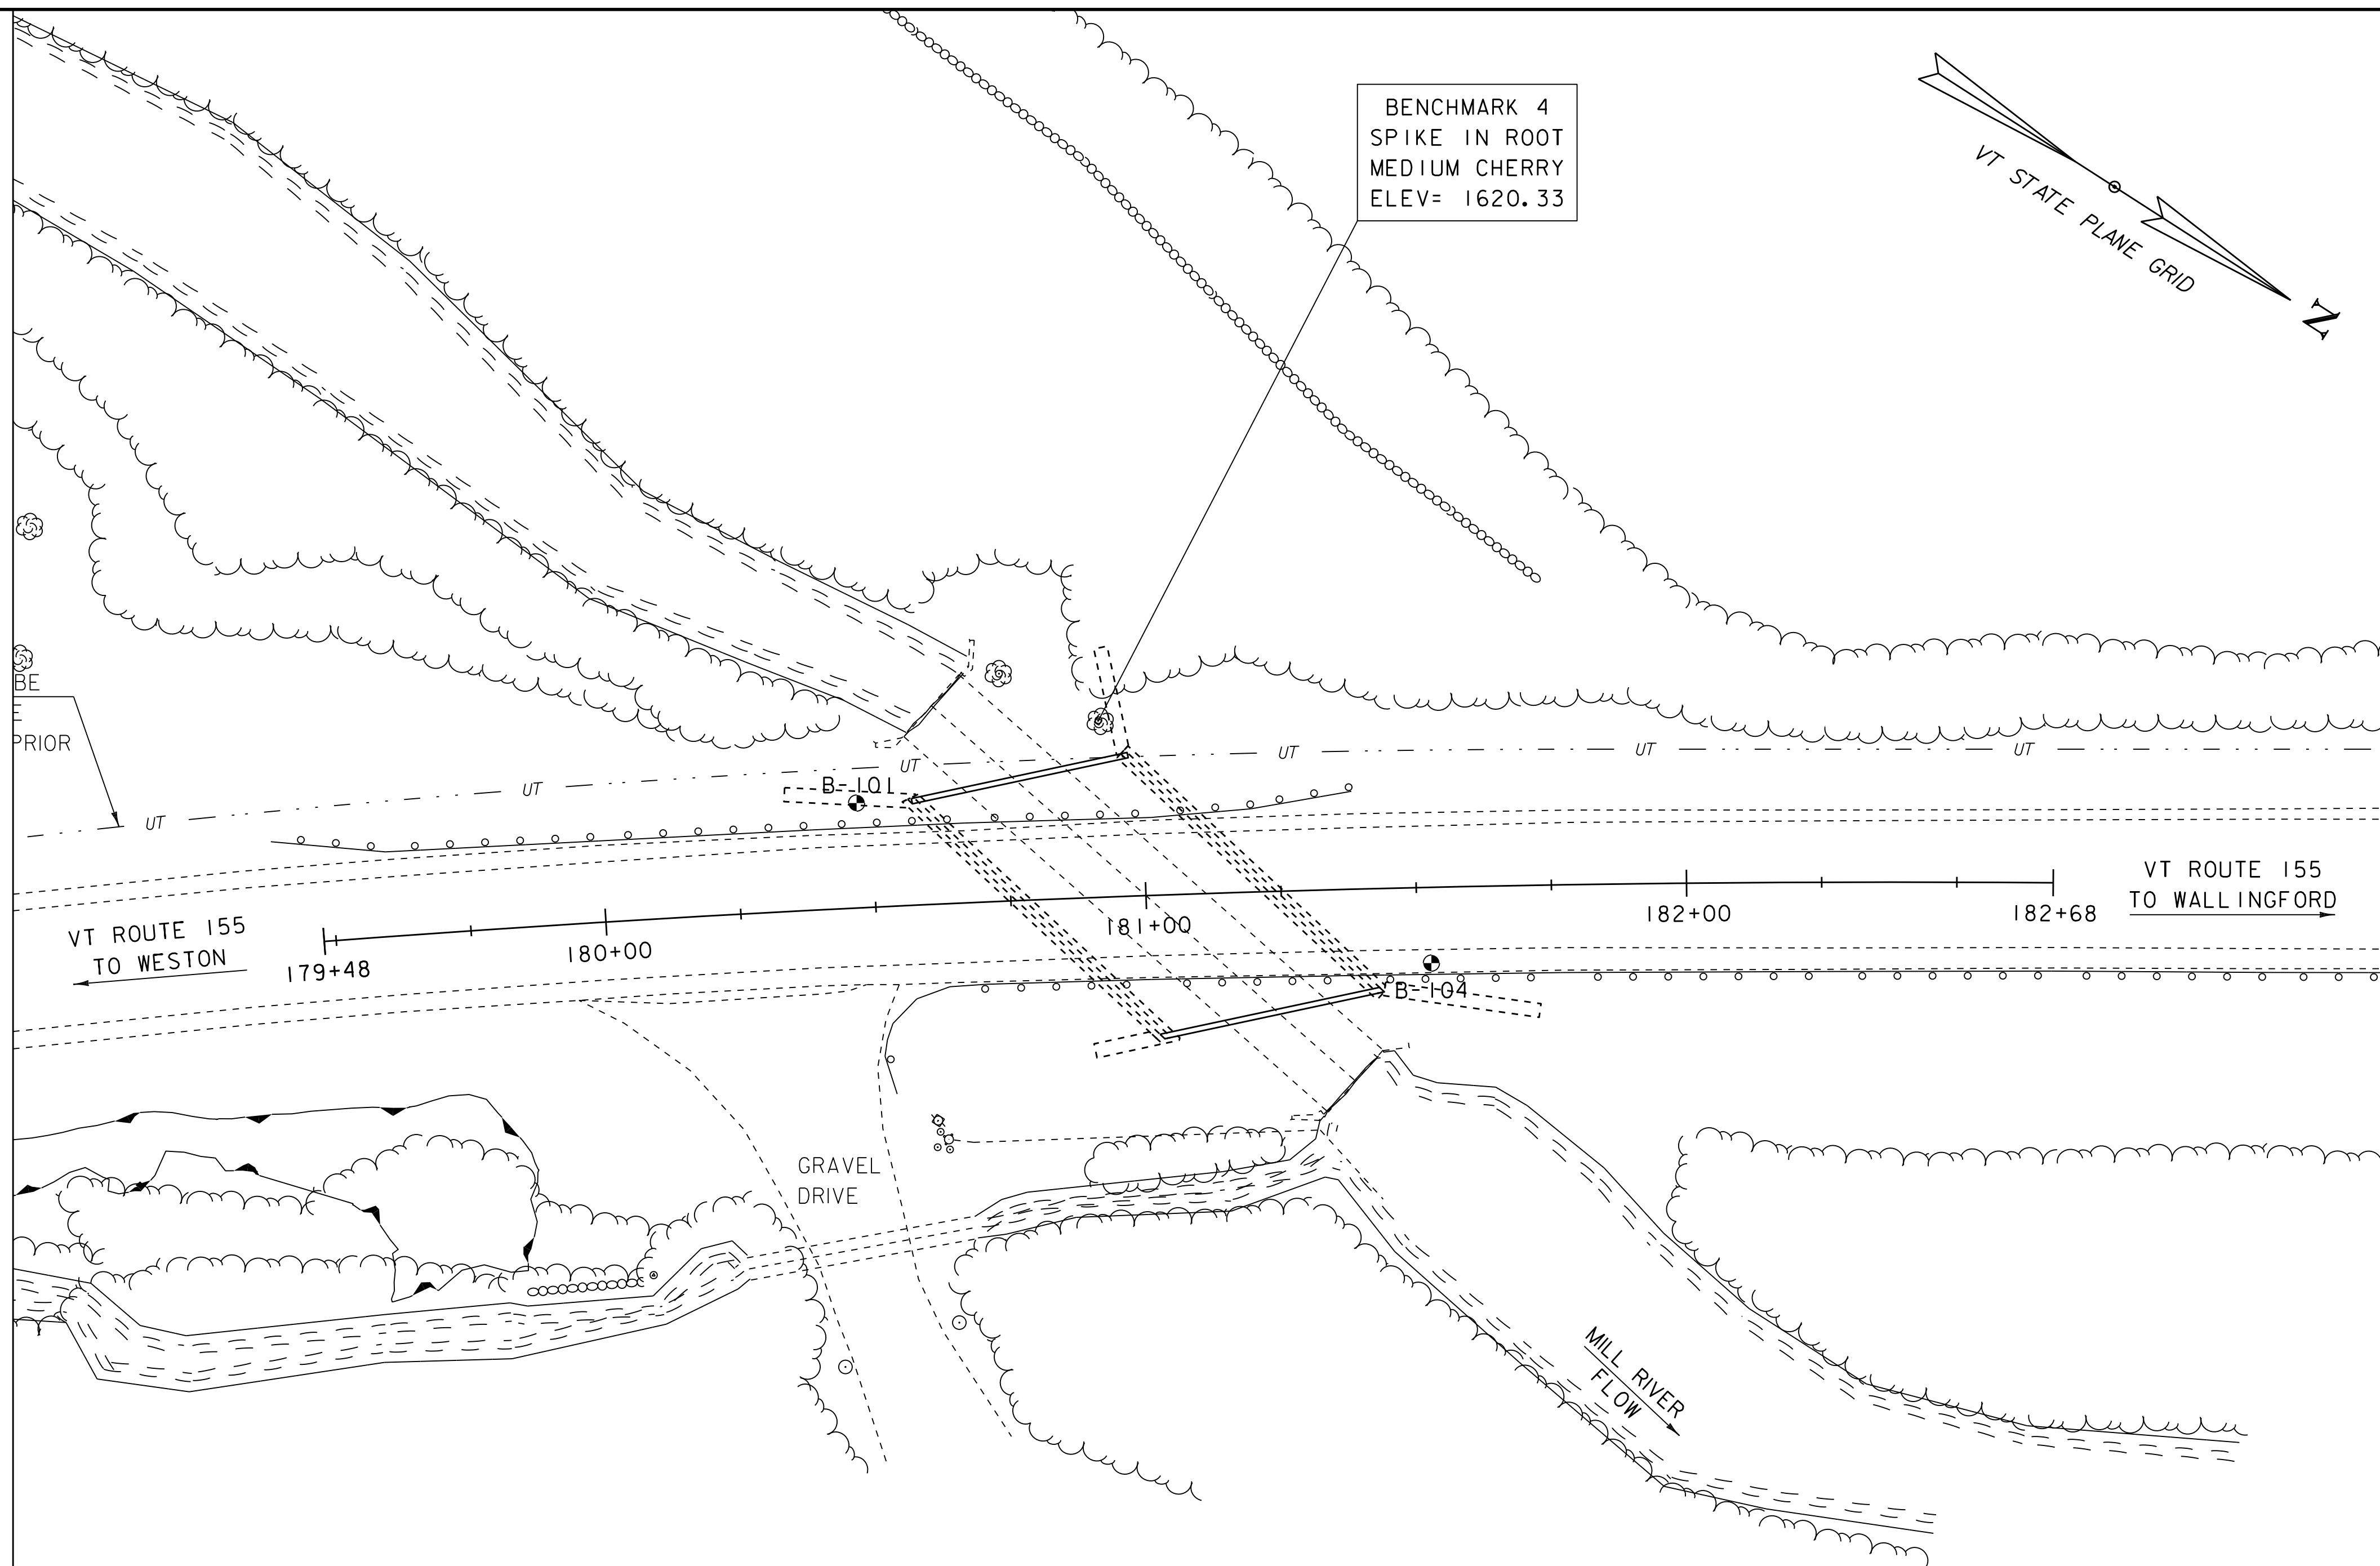 BENCHMARK 4
SPIKE IN ROOT
MEDIUM CHERRY
ELEV= 1620.33
VT STATE PLANE GRID
N
BE
E
PRIOR
UT
UT
UT
UT
UT
UT
B-101
VT ROUTE 155
TO WESTON
179+48
180+00
181+00
182+00
182+68
VT ROUTE 155
TO WALLINGFORD
B-104
GRAVEL
DRIVE
MILL RIVER
FLOW